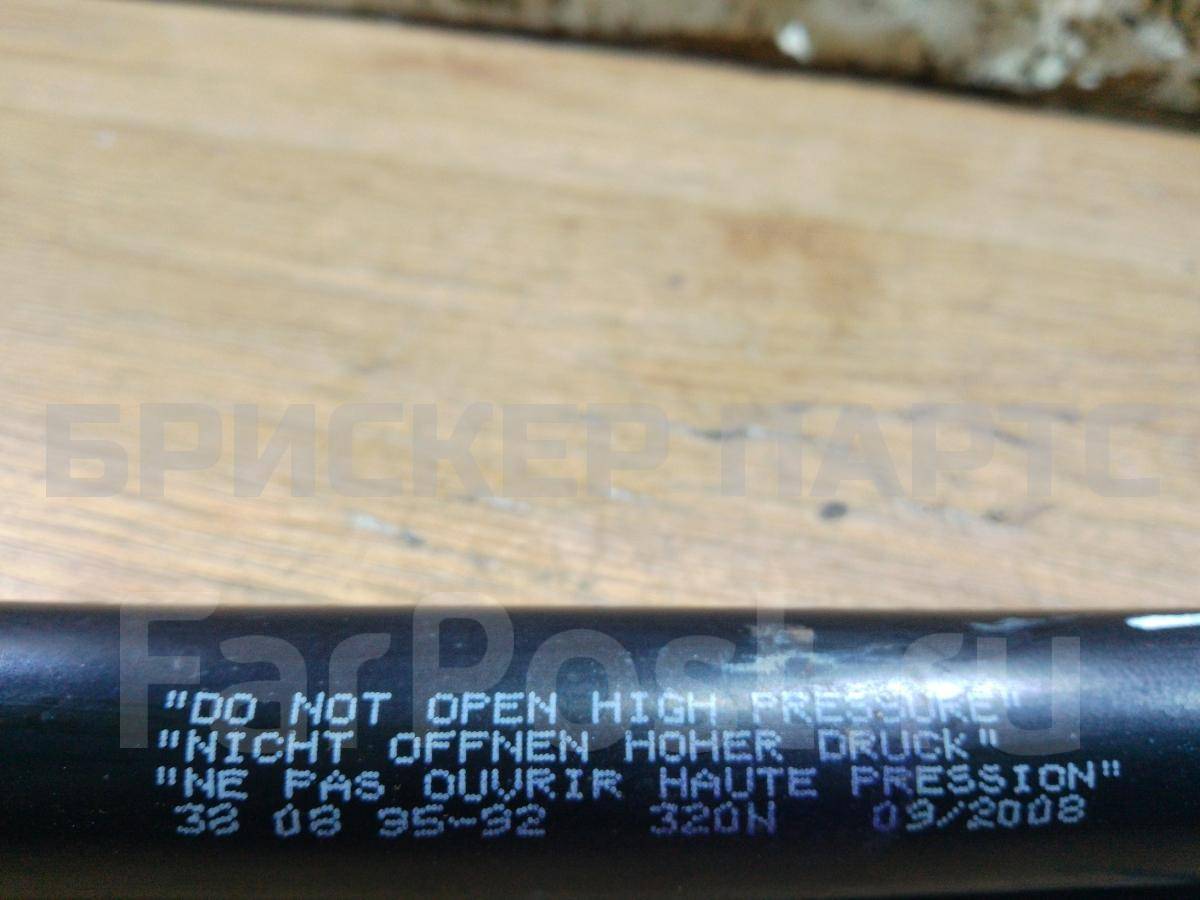 БРИСКЕР ПАРТС
FarPost.ru
"DO NOT OPEN HIGH PRESSURE"
"NICHT OFFNEN HOHER DRUCK"
"NE PAS OUVRIR HAUTE PRESSION"
38 08 95-92 320N 09/2008